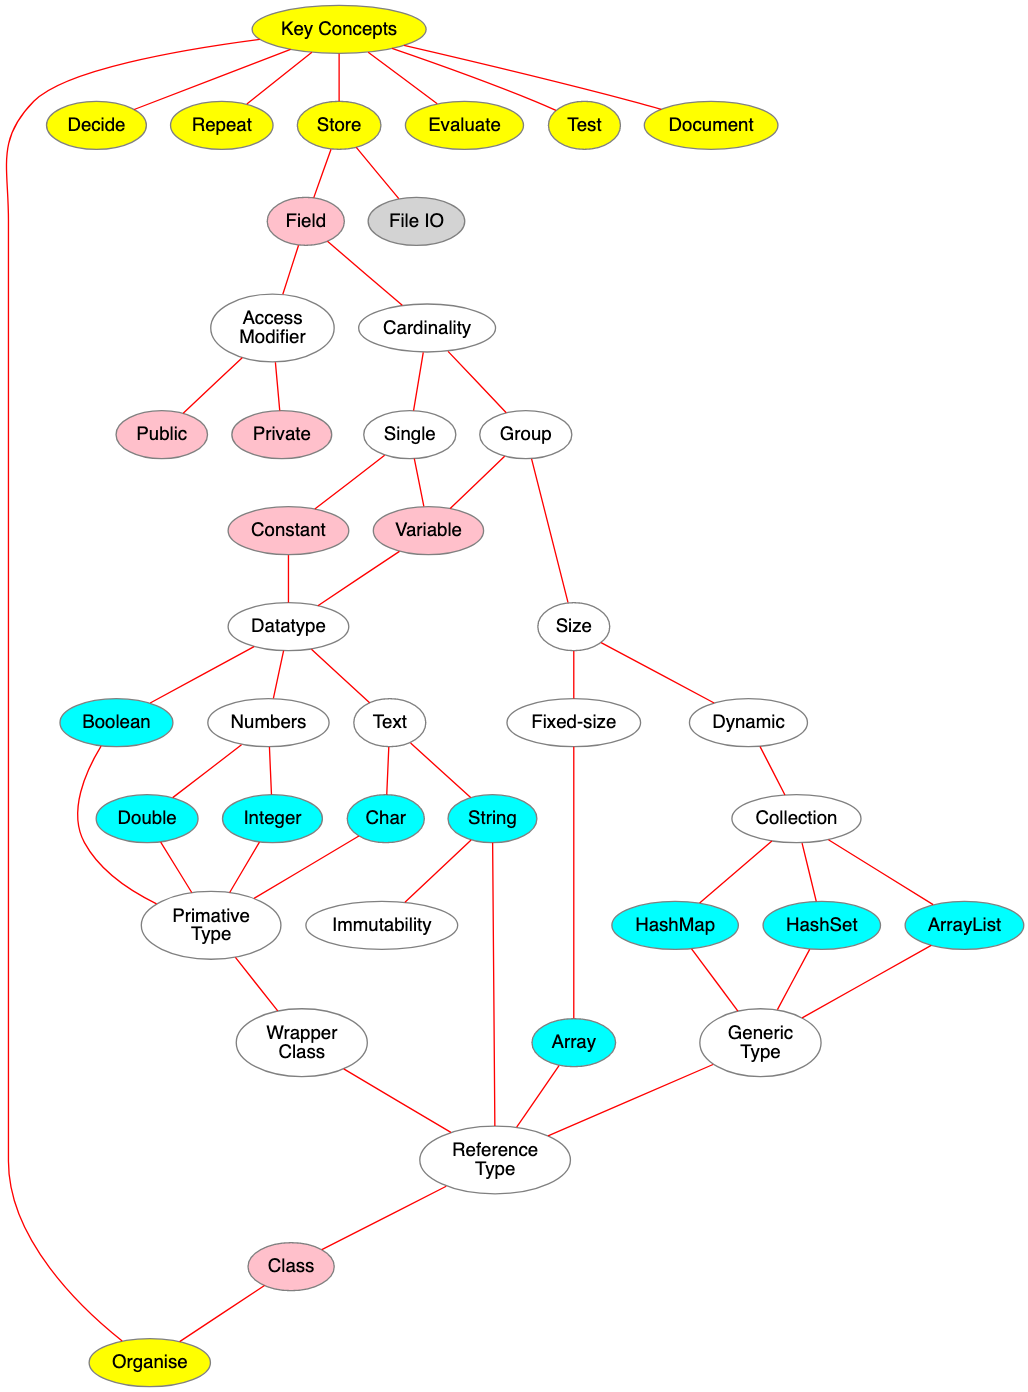 Key Concepts
Decide
Repeat
Store
Evaluate
Test
Document
Field
File IO
Access
Modifier
Cardinality
Public
Private
Single
Group
Constant
Variable
Datatype
Size
Boolean
Numbers
Text
Fixed-size
Dynamic
Double
Integer
Char
String
Collection
Primative
Type
Immutability
HashMap
HashSet
ArrayList
Wrapper
Class
Array
Generic
Type
Reference
Type
Class
Organise